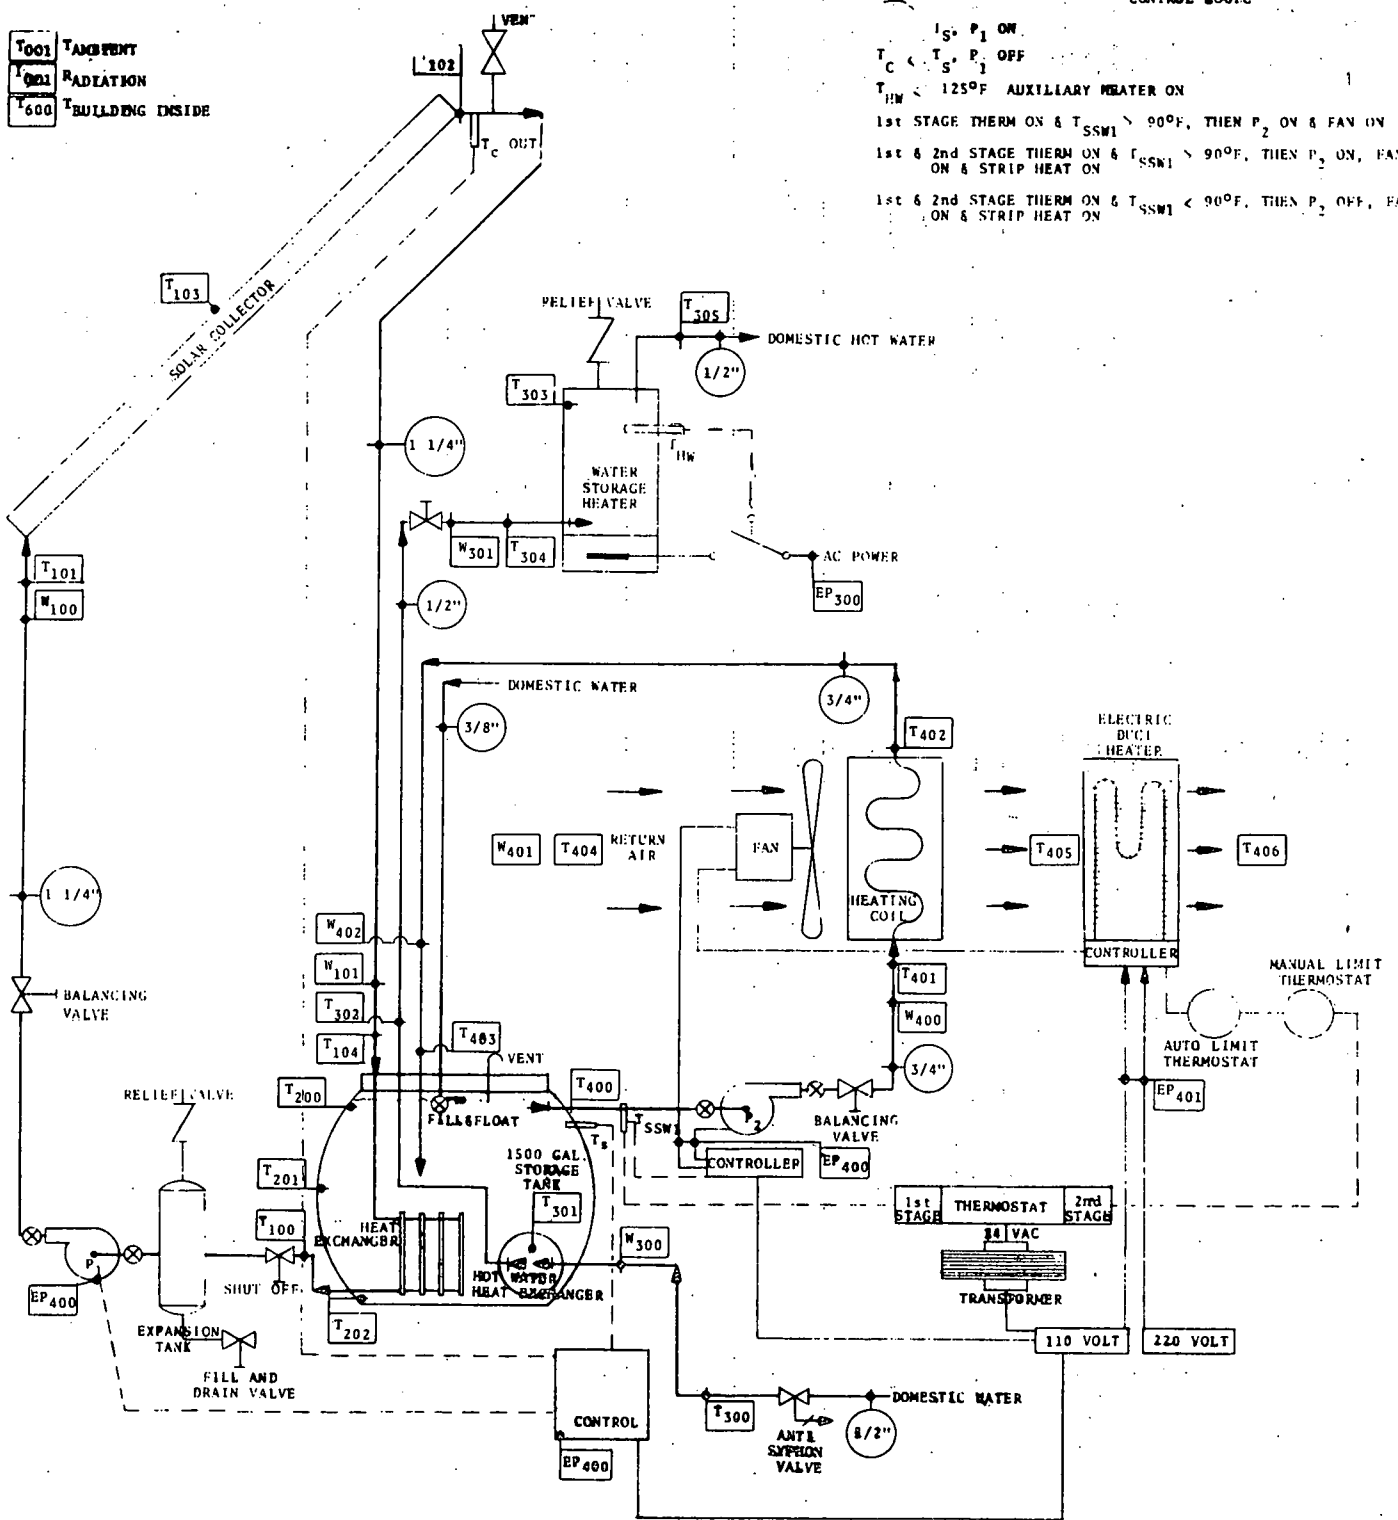 T001 TAMBIENT
RADIATION
T600 TBUILDING INSIDE
VENT
102
TC OUT
CONTROL LOGIC
P1 ON
TC < TS, P1 OFF
THW < 125°F AUXILIARY HEATER ON
1st STAGE THERM ON & TSSW1 > 90°F, THEN P2 ON & FAN ON
1st & 2nd STAGE THERM ON & TSSW1 > 90°F, THEN P2 ON,
ON & STRIP HEAT ON
1st & 2nd STAGE THERM ON & TSSW1 < 90°F, THEN P2 OFF,
ON & STRIP HEAT ON
T103
SOLAR COLLECTOR
RELIEF VALVE
T305
DOMESTIC HOT WATER
1/2"
T303
1 1/4"
THW
WATER
STORAGE
HEATER
W301
T304
AC POWER
EP300
T101
W100
1/2"
DOMESTIC WATER
3/4"
3/8"
T402
ELECTRIC
DUCT
HEATER
W401
T404
RETURN
AIR
FAN
T405
T406
1 1/4"
HEATING
COIL
W402
CONTROLLER
W101
T401
MANUAL LIMIT
THERMOSTAT
BALANCING
VALVE
T302
W400
T104
T403
VENT
AUTO LIMIT
THERMOSTAT
T400
3/4"
RELIEF VALVE
T200
EP401
FILL & FLOAT
TS
TSSW1
P2
BALANCING
VALVE
1500 GAL.
STORAGE
TANK
CONTROLLER
EP400
T201
T301
1st
STAGE
THERMOSTAT
2nd
STAGE
T100
HEAT
EXCHANGER
W300
24 VAC
P
HOT WATER
HEAT EXCHANGER
SHUT OFF
EP400
TRANSFORMER
T202
EXPANSION
TANK
110 VOLT
220 VOLT
FILL AND
DRAIN VALVE
DOMESTIC WATER
T300
CONTROL
ANTI
SYPHON
VALVE
1/2"
EP400